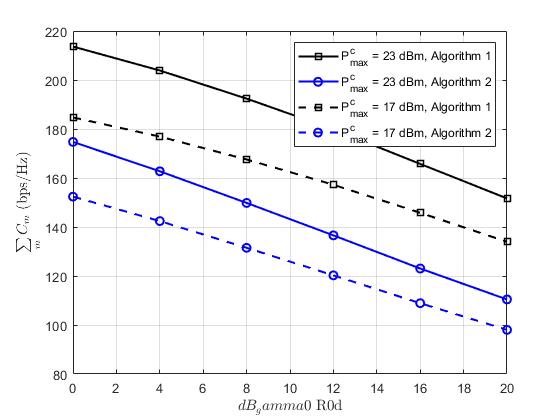 220
200
180
160
140
120
100
80
∑ₘ Cₘ (bps/Hz)
P^c_max = 23 dBm, Algorithm 1
P^c_max = 23 dBm, Algorithm 2
P^c_max = 17 dBm, Algorithm 1
P^c_max = 17 dBm, Algorithm 2
0 2 4 6 8 10 12 14 16 18 20
dB_gamma0 R0d